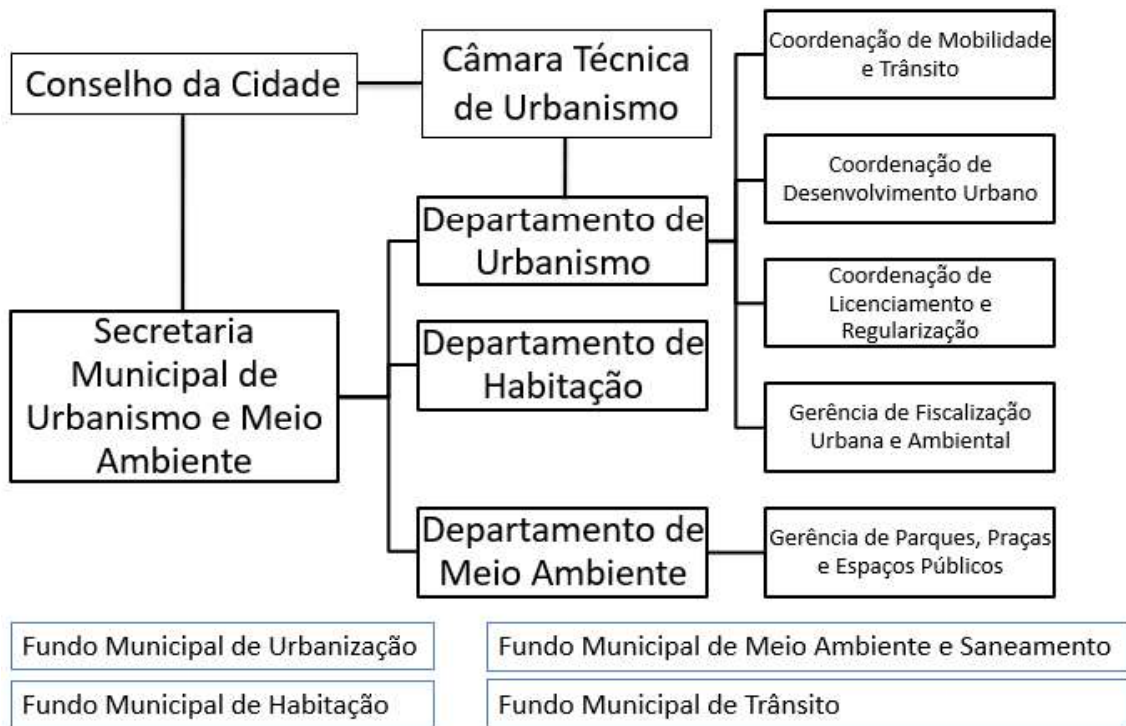 Conselho da Cidade
Câmara Técnica
de Urbanismo
Coordenação de Mobilidade
e Trânsito
Coordenação de
Desenvolvimento Urbano
Departamento de
Urbanismo
Coordenação de
Licenciamento e
Regularização
Secretaria
Municipal de
Urbanismo e Meio
Ambiente
Departamento de
Habitação
Gerência de Fiscalização
Urbana e Ambiental
Departamento de
Meio Ambiente
Gerência de Parques, Praças
e Espaços Públicos
Fundo Municipal de Urbanização
Fundo Municipal de Meio Ambiente e Saneamento
Fundo Municipal de Habitação
Fundo Municipal de Trânsito